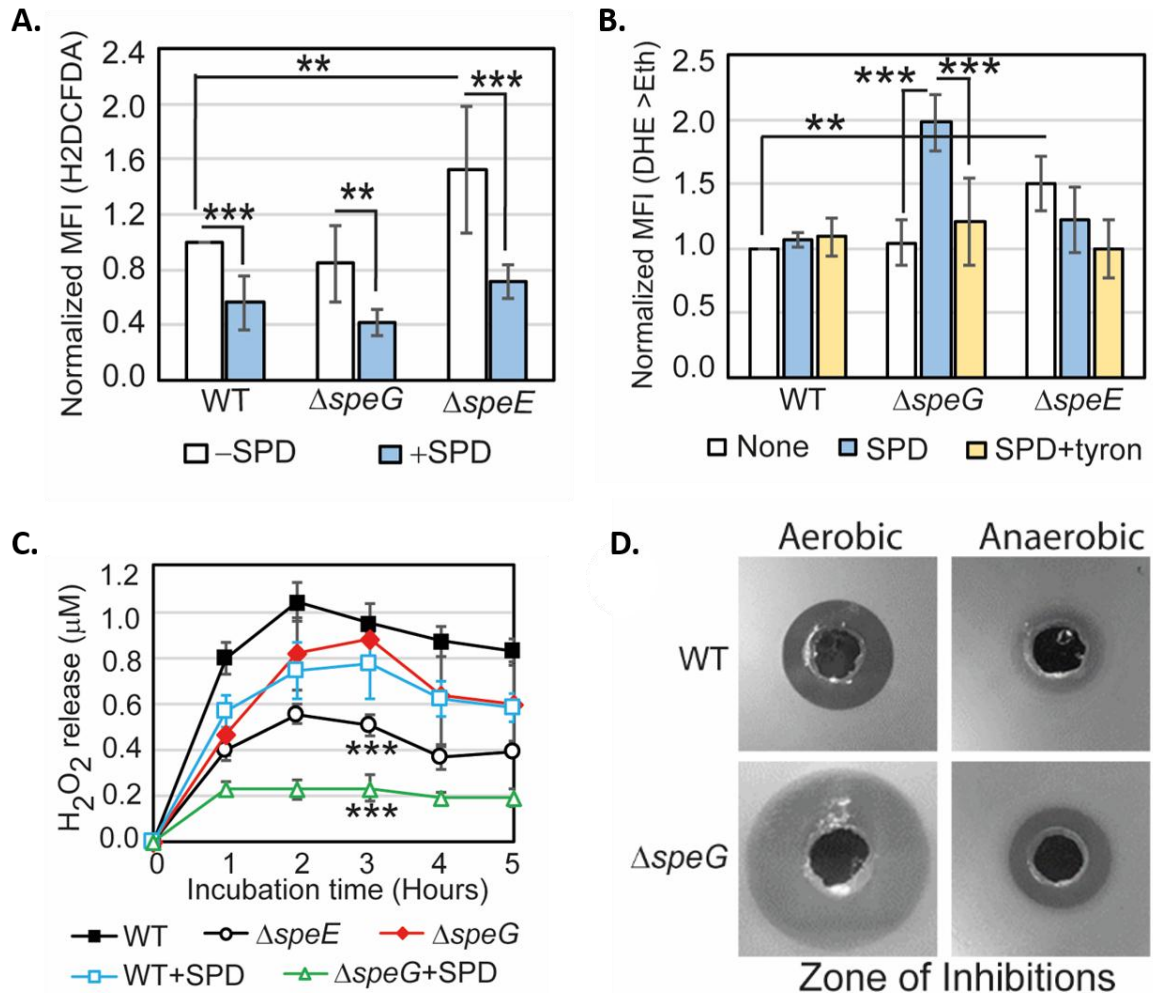 A.
Normalized MFI (H2DCFDA)
2.4
2.0
1.6
1.2
0.8
0.4
0.0
**
***
***
**
WT
ΔspeG
ΔspeE
–SPD
+SPD
B.
Normalized MFI (DHE >Eth)
2.5
2.0
1.5
1.0
0.5
0.0
***
***
**
WT
ΔspeG
ΔspeE
None
SPD
SPD+tyron
C.
H2O2 release (µM)
1.2
1.0
0.8
0.6
0.4
0.2
0.0
***
***
0 1 2 3 4 5
Incubation time (Hours)
WT
ΔspeE
ΔspeG
WT+SPD
ΔspeG+SPD
D.
Aerobic
Anaerobic
WT
ΔspeG
Zone of Inhibitions